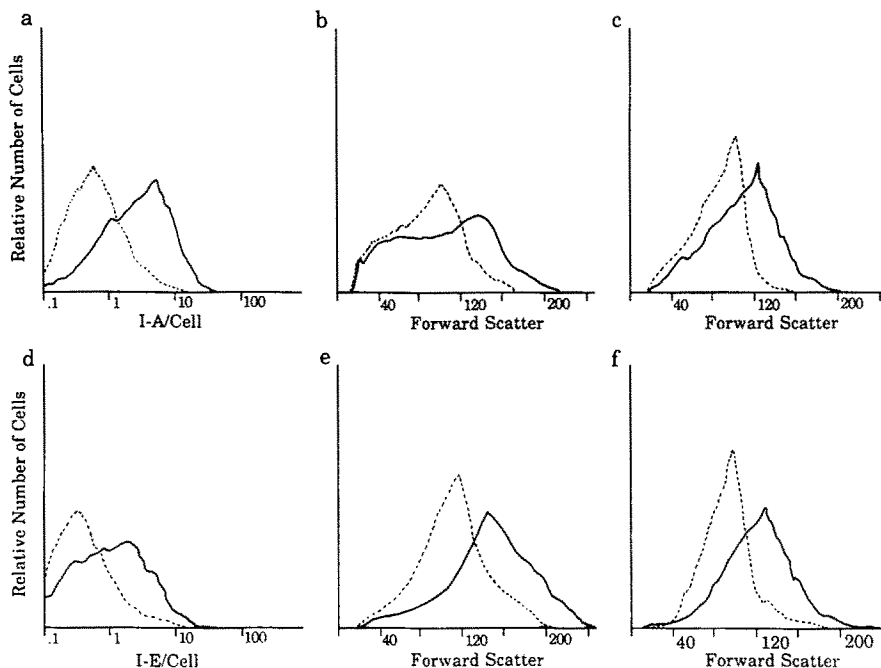 a
b
c
Relative Number of Cells
.1 1 10 100
I-A/Cell
40 120 200
Forward Scatter
40 120 200
Forward Scatter
d
e
f
Relative Number of Cells
.1 1 10 100
I-E/Cell
120 200
Forward Scatter
40 120 200
Forward Scatter